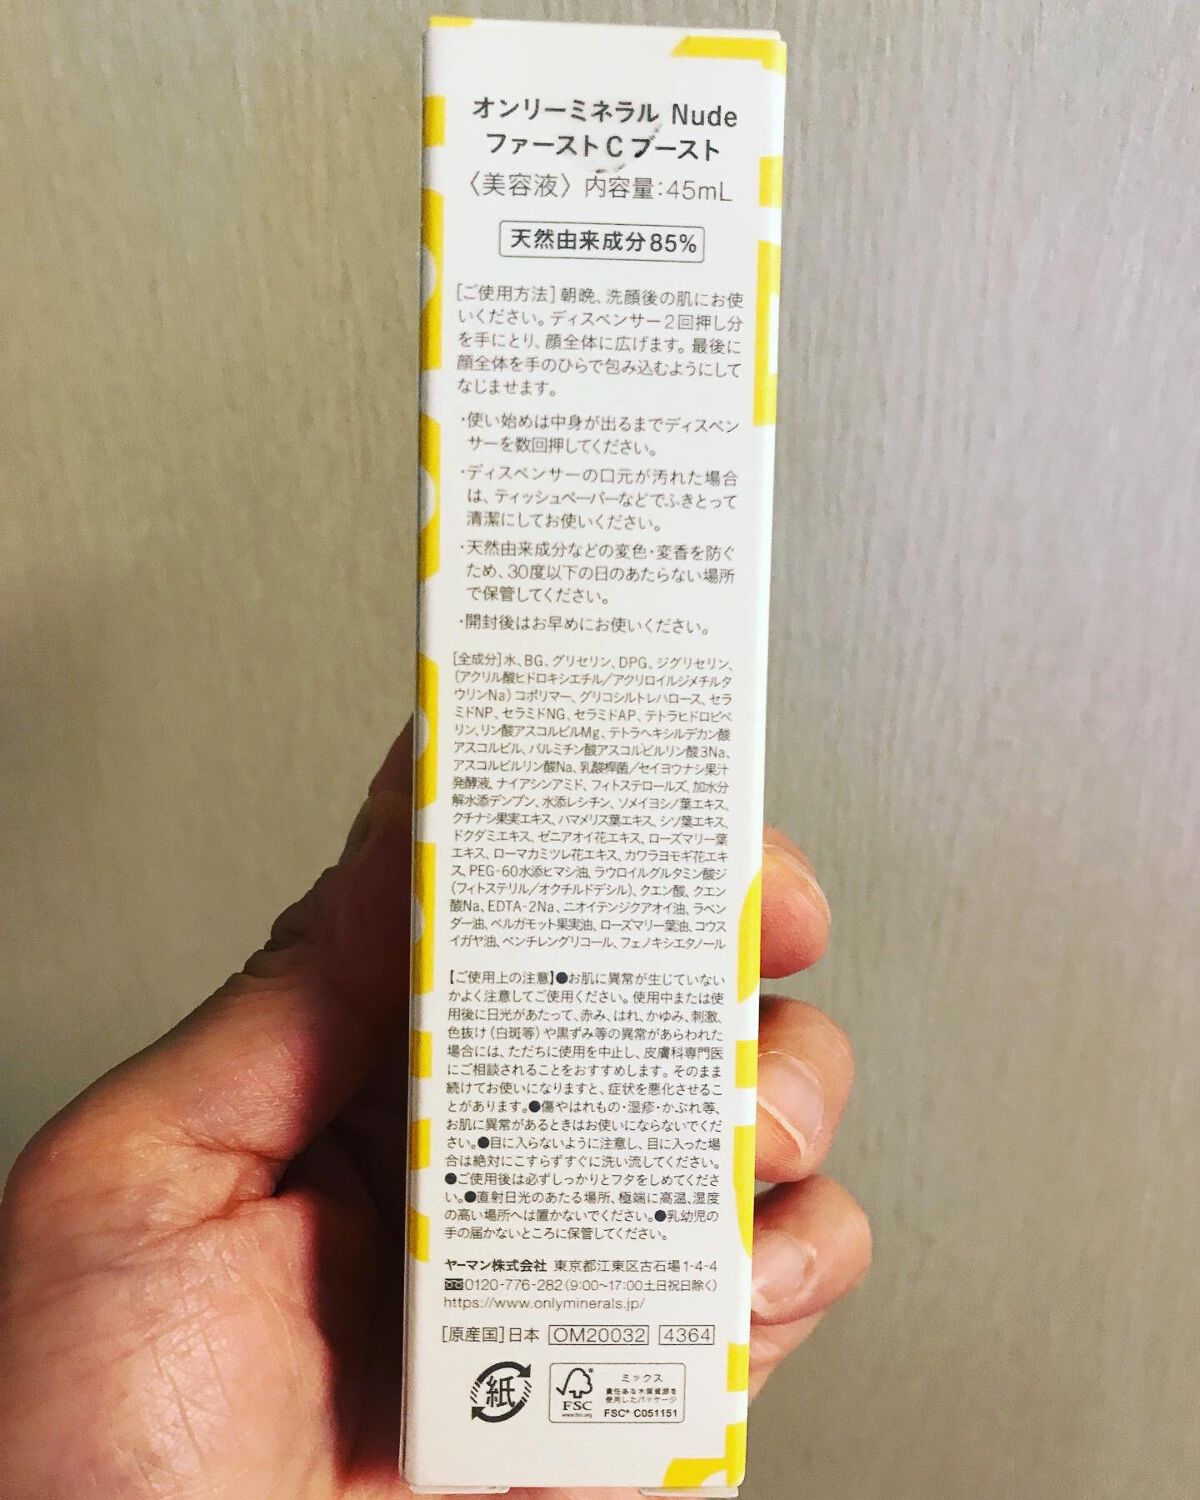 オンリーミネラル Nude
ファーストC ブースト
〈美容液〉内容量:45mL
天然由来成分85%
[ご使用方法] 朝晩、洗顔後の肌にお使
いください。ディスペンサー2回押し分
を手にとり、顔全体に広げます。最後に
顔全体を手のひらで包み込むようにして
なじませます。
・使い始めは中身が出るまでディスペン
サーを数回押してください。
・ディスペンサーの口元が汚れた場合
は、ティッシュペーパーなどでふきとって
清潔にしてお使いください。
・天然由来成分などの変色・変香を防ぐ
ため、30度以下の日のあたらない場所
で保管してください。
・開封後はお早めにお使いください。
[全成分]水、BG、グリセリン、DPG、ジグリセリン、
(アクリル酸ヒドロキシエチル/アクリロイルジメチルタ
ウリンNa)コポリマー、グリコシルトレハロース、セラ
ミドNP、セラミドNG、セラミドAP、テトラヒドロピペ
リン、リン酸アスコルビルMg、テトラヘキシルデカン酸
アスコルビル、パルミチン酸アスコルビルリン酸3Na、
アスコルビルリン酸Na、乳酸桿菌/セイヨウナシ果汁
発酵液、ナイアシンアミド、フィトステロールズ、加水分
解水添デンプン、水添レシチン、ソメイヨシノ葉エキス、
クチナシ果実エキス、ハマメリス葉エキス、シソ葉エキス、
ドクダミエキス、ゼニアオイ花エキス、ローズマリー葉
エキス、ローマカミツレ花エキス、カワラヨモギ花エキ
ス、PEG-60水添ヒマシ油、ラウロイルグルタミン酸ジ
(フィトステリル/オクチルドデシル)、クエン酸、クエン
酸Na、EDTA-2Na、ニオイテンジクアオイ油、ラベン
ダー油、ベルガモット果実油、ローズマリー葉油、コウス
イガヤ油、ペンチレングリコール、フェノキシエタノール
【ご使用上の注意】●お肌に異常が生じていない
かよく注意してご使用ください。使用中または使
用後に日光があたって、赤み、はれ、かゆみ、刺激、
色抜け(白斑等)や黒ずみ等の異常があらわれた
場合には、ただちに使用を中止し、皮膚科専門医
にご相談されることをおすすめします。そのまま
続けてお使いになりますと、症状を悪化させるこ
とがあります。●傷やはれもの・湿疹・かぶれ等、
お肌に異常があるときはお使いにならないでくだ
さい。●目に入らないように注意し、目に入った場
合は絶対にこすらずすぐに洗い流してください。
●ご使用後は必ずしっかりとフタをしめてくださ
い。●直射日光のあたる場所、極端に高温、湿度
の高い場所へは置かないでください。●乳幼児の
手の届かないところに保管してください。
ヤーマン株式会社 東京都江東区古石場1-4-4
0120-776-282(9:00~17:00土日祝日除く)
https://www.onlyminerals.jp/
[原産国]日本 OM20032 4364
紙
FSC
www.fsc.org
ミックス
責任ある木質資源を
使用したパッケージ
FSC® C051151